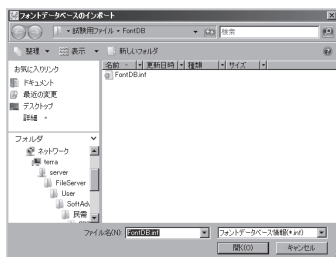 フォントデータベースのインポート
試験用ファイル FontDB 検索
整理 表示 新しいフォルダ
お気に入りリンク
ドキュメント
最近の変更
デスクトップ
詳細
名前 更新日時 種類 サイズ
FontDB.inf
フォルダ
ネットワーク
terra
server
FileServer
User
SoftAdv
民需
ファイル名(N): FontDB.inf フォントデータベース情報(*.inf)
開く(O) キャンセル